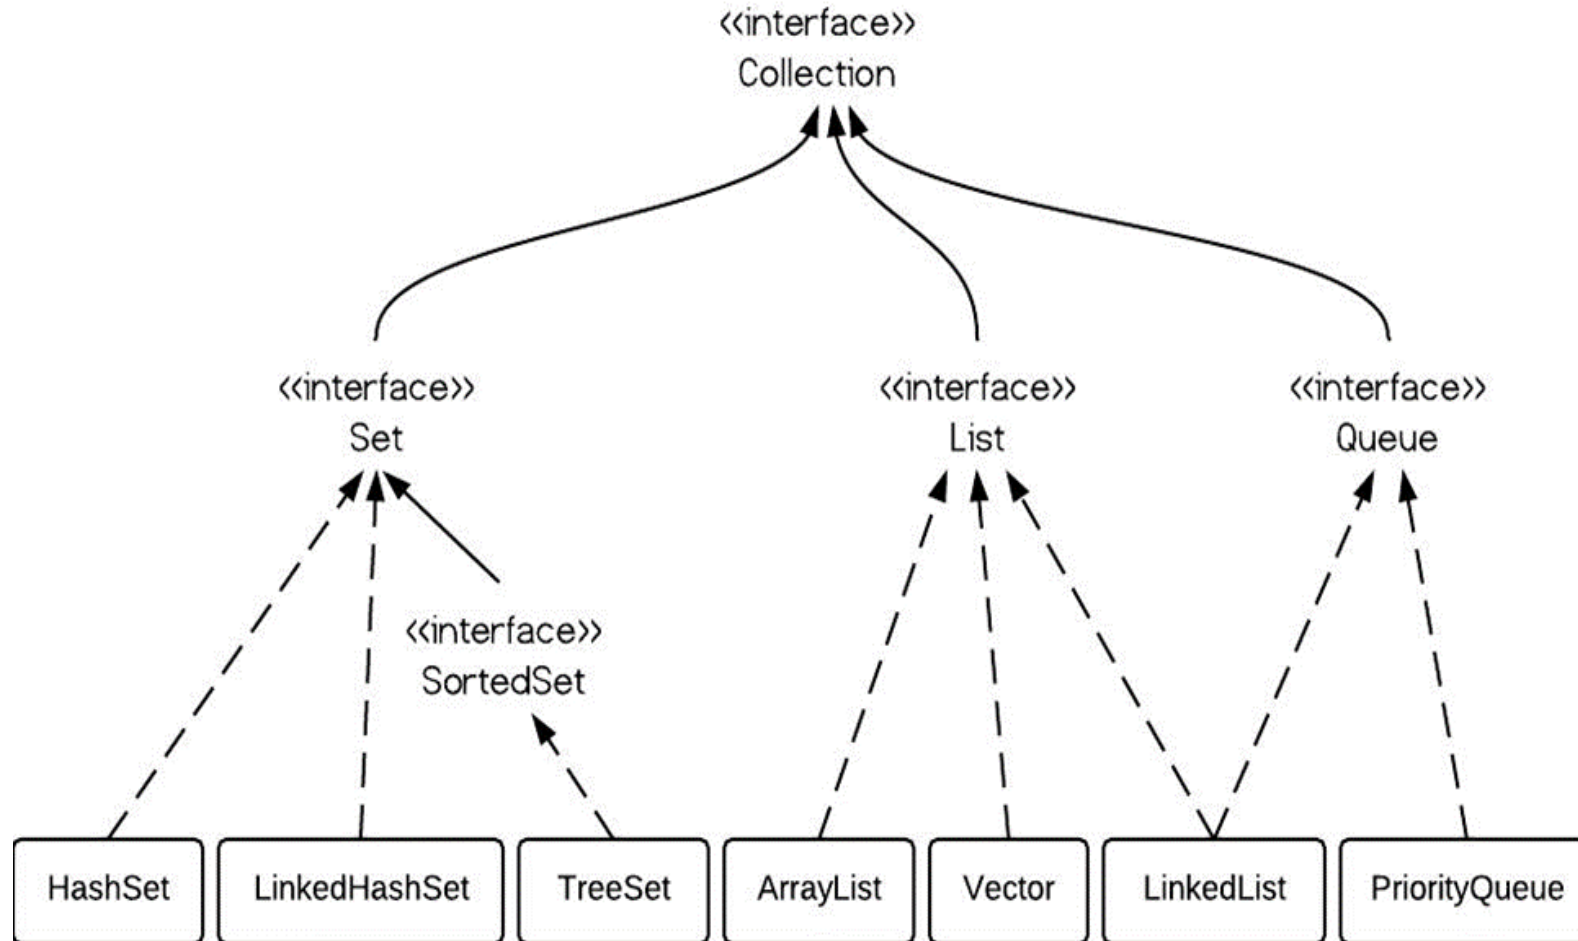 <<interface>>
Collection
<<interface>>
Set
<<interface>>
List
<<interface>>
Queue
<<interface>>
SortedSet
HashSet
LinkedHashSet
TreeSet
ArrayList
Vector
LinkedList
PriorityQueue